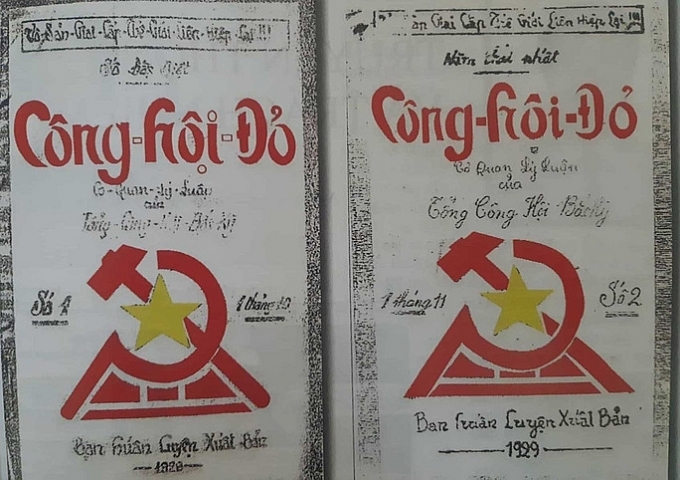 Vô-Sản-Giai-Cấp-Thế-Giới-Liên-Hiệp-Lại!!!
Số Đặc Biệt
Công-Hội-Đỏ
Cơ-Quan-Lý-Luận
của
Tổng-Công-Hội-Bắc-Kỳ
Số 1
1 tháng 10
Ban Huấn Luyện Xuất Bản
1929
ản Giai Cấp Thế Giới Liên Hiệp Lại!!!
Năm thứ nhất
Công-Hội-Đỏ
Cơ Quan Lý Luận
của
Tổng Công Hội Bắc Kỳ
1 tháng 11
Số 2
Ban Huấn Luyện Xuất Bản
1929